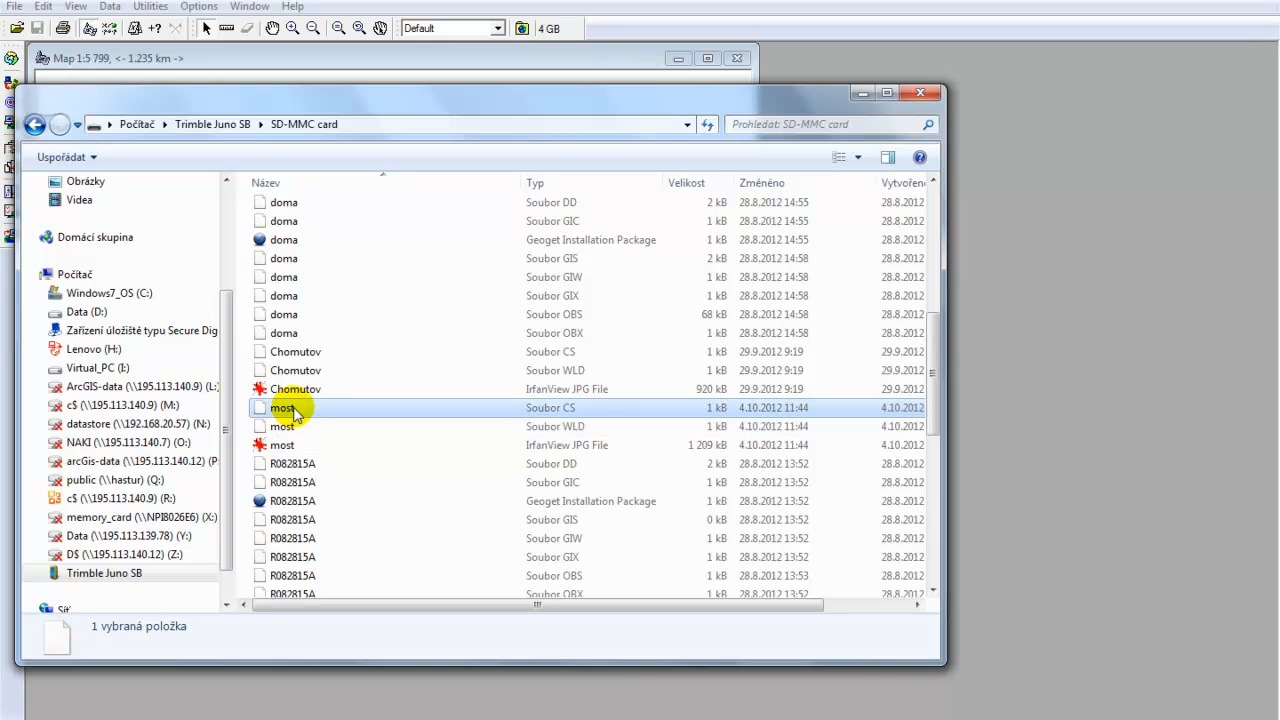 File Edit View Data Utilities Options Window Help
Default 4 GB
Map 1:5 799, <- 1.235 km ->
Počítač Trimble Juno SB SD-MMC card Prohledat: SD-MMC card
Uspořádat
Obrázky
Videa
Domácí skupina
Počítač
Windows7_OS (C:)
Data (D:)
Zařízení úložiště typu Secure Dig
Lenovo (H:)
Virtual_PC (I:)
ArcGIS-data (\\195.113.140.9) (L:)
c$ (\\195.113.140.9) (M:)
datastore (\\192.168.20.57) (N:)
NAKI (\\195.113.140.7) (O:)
arcGis-data (\\195.113.140.12) (P
public (\\hastur) (Q:)
c$ (\\195.113.140.9) (R:)
memory_card (\\NPI8026E6) (X:)
Data (\\195.113.139.78) (Y:)
D$ (\\195.113.140.12) (Z:)
Trimble Juno SB
Síť
Název Typ Velikost Změněno Vytvořeno
doma Soubor DD 2 kB 28.8.2012 14:55 28.8.2012
doma Soubor GIC 1 kB 28.8.2012 14:55 28.8.2012
doma Geoget Installation Package 1 kB 28.8.2012 14:55 28.8.2012
doma Soubor GIS 2 kB 28.8.2012 14:58 28.8.2012
doma Soubor GIW 1 kB 28.8.2012 14:58 28.8.2012
doma Soubor GIX 1 kB 28.8.2012 14:58 28.8.2012
doma Soubor OBS 68 kB 28.8.2012 14:58 28.8.2012
doma Soubor OBX 1 kB 28.8.2012 14:58 28.8.2012
Chomutov Soubor CS 1 kB 29.9.2012 9:19 29.9.2012
Chomutov Soubor WLD 1 kB 29.9.2012 9:19 29.9.2012
Chomutov IrfanView JPG File 920 kB 29.9.2012 9:19 29.9.2012
most Soubor CS 1 kB 4.10.2012 11:44 4.10.2012
most Soubor WLD 1 kB 4.10.2012 11:44 4.10.2012
most IrfanView JPG File 1 209 kB 4.10.2012 11:44 4.10.2012
R082815A Soubor DD 2 kB 28.8.2012 13:52 28.8.2012
R082815A Soubor GIC 1 kB 28.8.2012 13:52 28.8.2012
R082815A Geoget Installation Package 1 kB 28.8.2012 13:52 28.8.2012
R082815A Soubor GIS 0 kB 28.8.2012 13:52 28.8.2012
R082815A Soubor GIW 1 kB 28.8.2012 13:52 28.8.2012
R082815A Soubor GIX 1 kB 28.8.2012 13:52 28.8.2012
R082815A Soubor OBS 1 kB 28.8.2012 13:53 28.8.2012
R082815A Soubor OBX 1 kB 28.8.2012 13:52 28.8.2012
1 vybraná položka